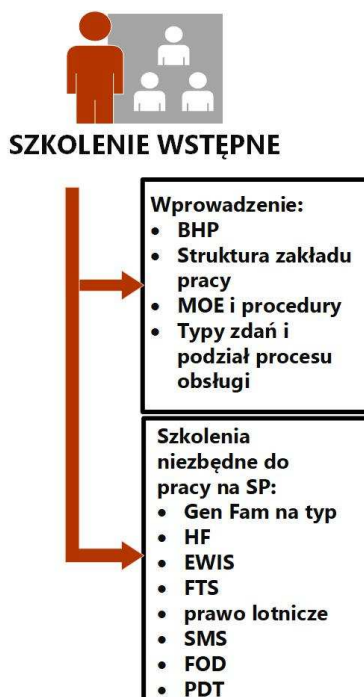 SZKOLENIE WSTĘPNE
Wprowadzenie:
• BHP
• Struktura zakładu
pracy
• MOE i procedury
• Typy zdań i
podział procesu
obsługi
Szkolenia
niezbędne do
pracy na SP:
• Gen Fam na typ
• HF
• EWIS
• FTS
• prawo lotnicze
• SMS
• FOD
• PDT